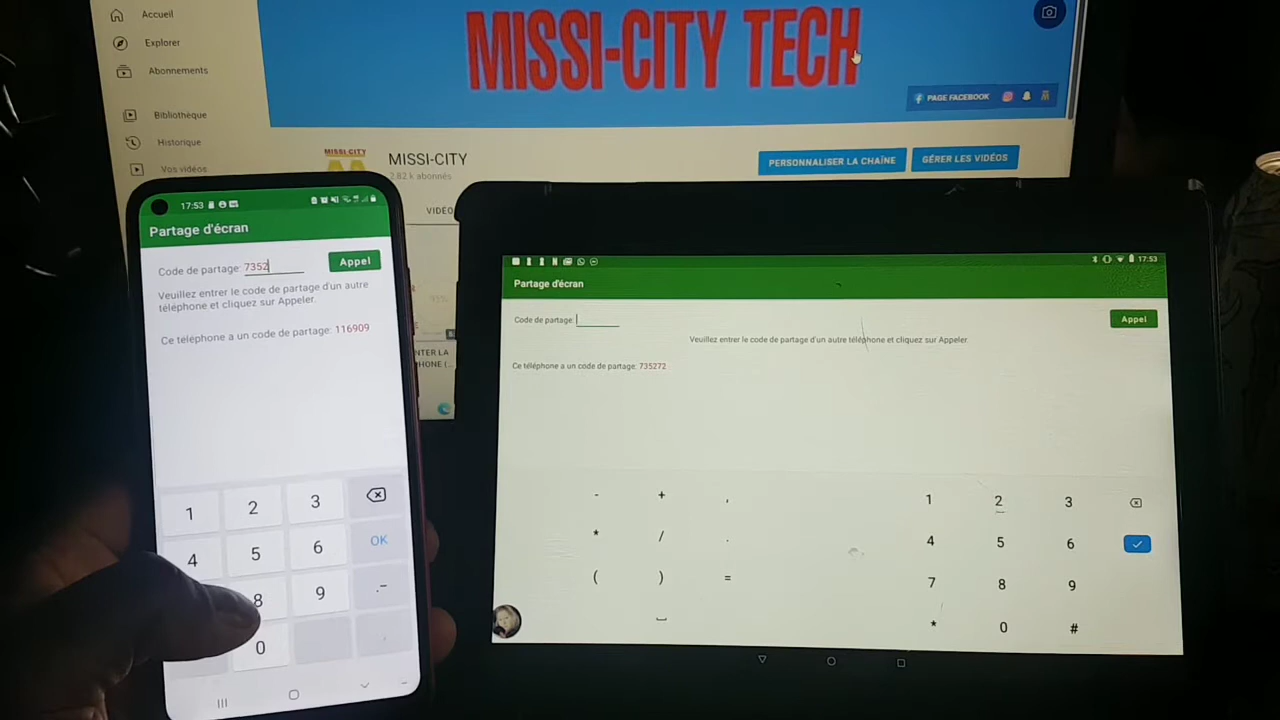 Accueil
Explorer
Abonnements
Bibliothèque
Historique
Vos vidéos
MISSI-CITY TECH
PAGE FACEBOOK
MISSI-CITY
MISSI-CITY
2.82 k abonnés
PERSONNALISER LA CHAÎNE
GÉRER LES VIDÉOS
17:53
Partage d'écran
Code de partage: 7352
Appel
Veuillez entrer le code de partage d'un autre
téléphone et cliquez sur Appeler.
Ce téléphone a un code de partage: 116909
1 2 3
4 5 6 OK
8 9 .-
0 ,
17:53
Partage d'écran
Code de partage:
Appel
Veuillez entrer le code de partage d'un autre téléphone et cliquez sur Appeler.
Ce téléphone a un code de partage: 735272
- + , 1 2 3
* / . 4 5 6
( ) = 7 8 9
* 0 #